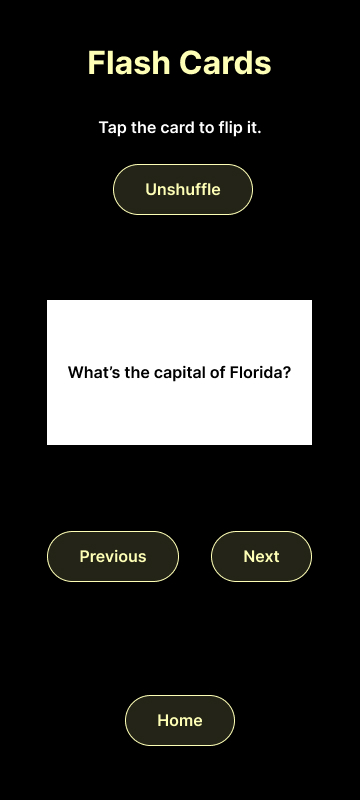 Flash Cards
Tap the card to flip it.
Unshuffle
What’s the capital of Florida?
Previous
Next
Home